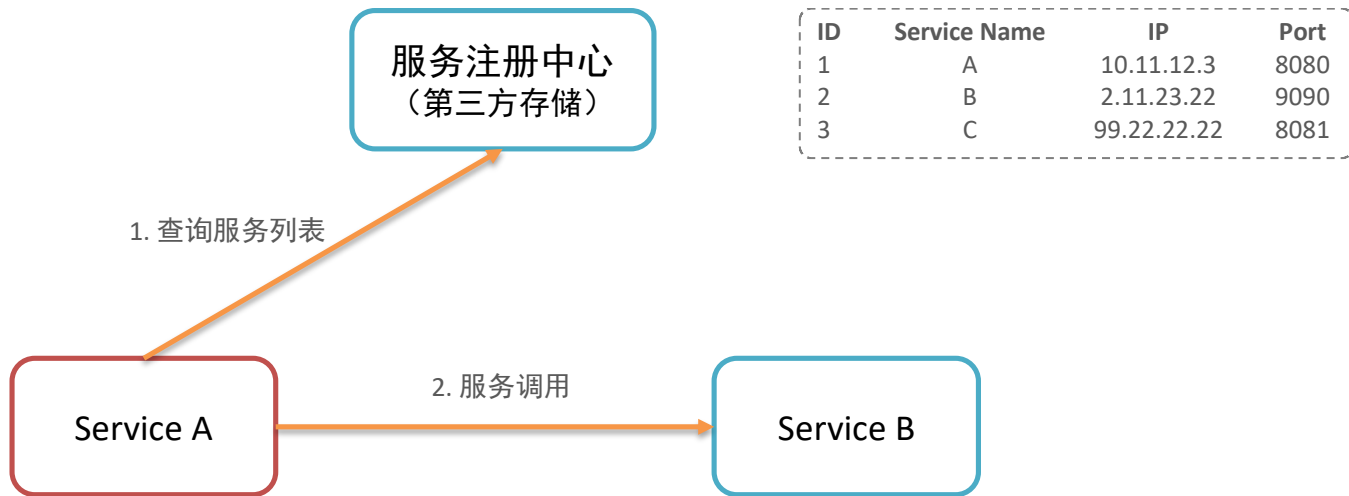 服务注册中心
（第三方存储）
ID Service Name IP Port
1 A 10.11.12.3 8080
2 B 2.11.23.22 9090
3 C 99.22.22.22 8081
1. 查询服务列表
2. 服务调用
Service A
Service B